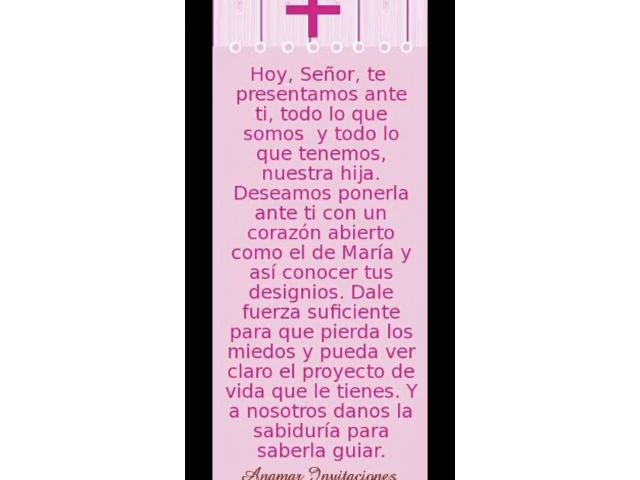 Hoy, Señor, te
presentamos ante
ti, todo lo que
somos  y todo lo
que tenemos,
nuestra hija.
Deseamos ponerla
ante ti con un
corazón abierto
como el de María y
así conocer tus
designios. Dale
fuerza suficiente
para que pierda los
miedos y pueda ver
claro el proyecto de
vida que le tienes. Y
a nosotros danos la
sabiduría para
saberla guiar.
Anamar Invitaciones